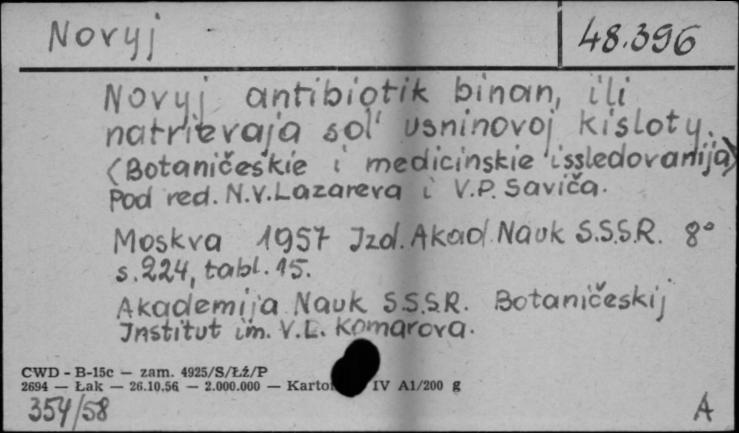 Novyj
48.396
Novyj antibiotik binan, ili
natrievaja sol' usninovoj kisloty.
(Botaničeskie i medicinskie issledovanija)
Pod red. N.V. Lazareva i V.P. Saviča.
Moskva 1957 Izd. Akad. Nauk S.S.S.R. 8°
s. 224, tabl. 15.
Akademija Nauk S.S.S.R. Botaničeskij
Institut im. V.L. Komarova.
CWD - B-15c — zam. 4925/S/Łź/P
2694 — Łak — 26.10.56 — 2.000.000 — IV A1/200 g
354/58
A